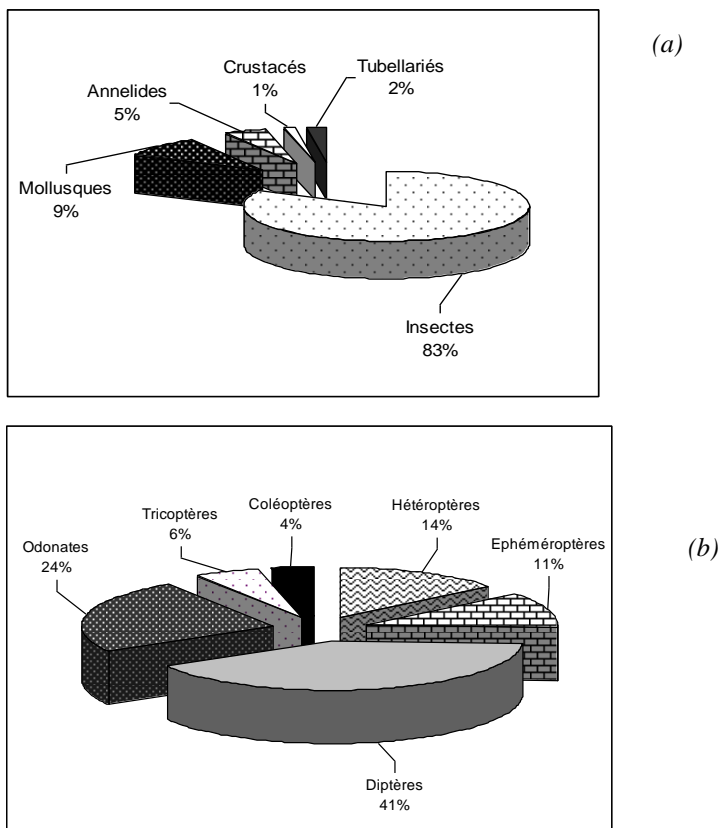 (a)
Crustacés
1%
Tubellariés
2%
Annelides
5%
Mollusques
9%
Insectes
83%
(b)
Coléoptères
4%
Hétéroptères
14%
Tricoptères
6%
Ephéméroptères
11%
Odonates
24%
Diptères
41%